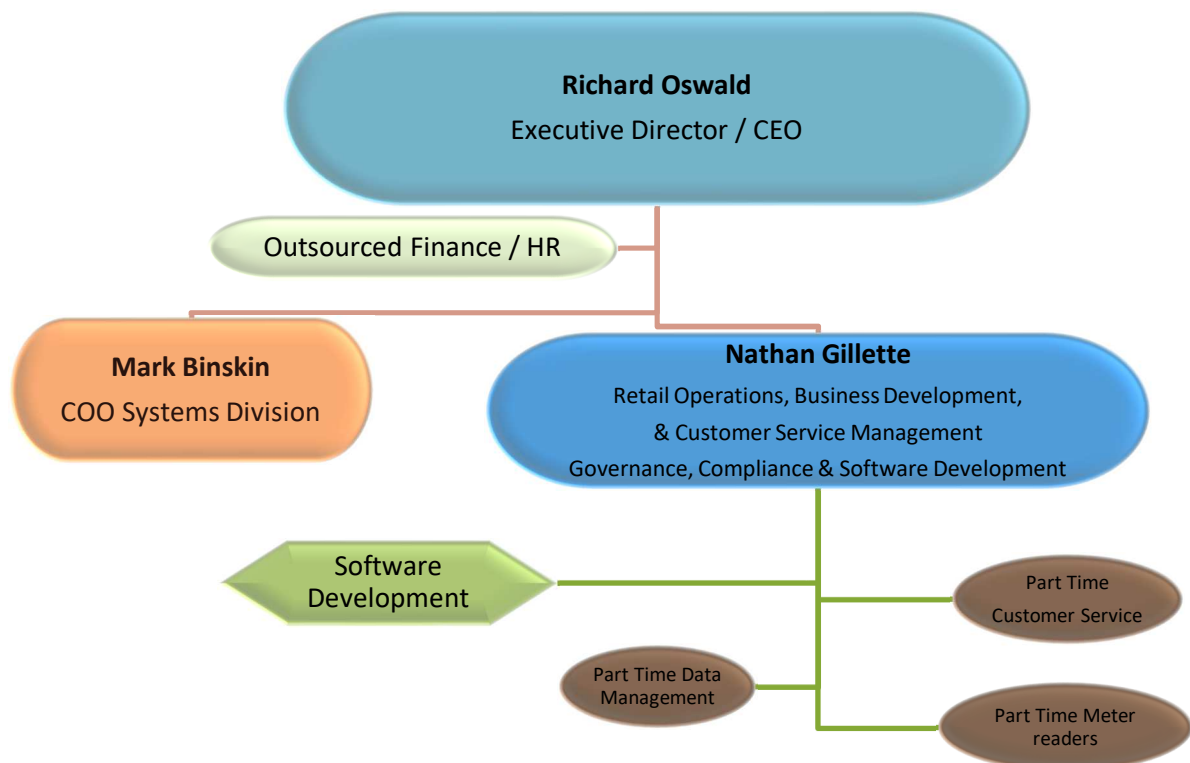 Richard Oswald
Executive Director / CEO
Outsourced Finance / HR
Mark Binskin
COO Systems Division
Nathan Gillette
Retail Operations, Business Development,
& Customer Service Management
Governance, Compliance & Software Development
Software
Development
Part Time
Customer Service
Part Time Data
Management
Part Time Meter
readers